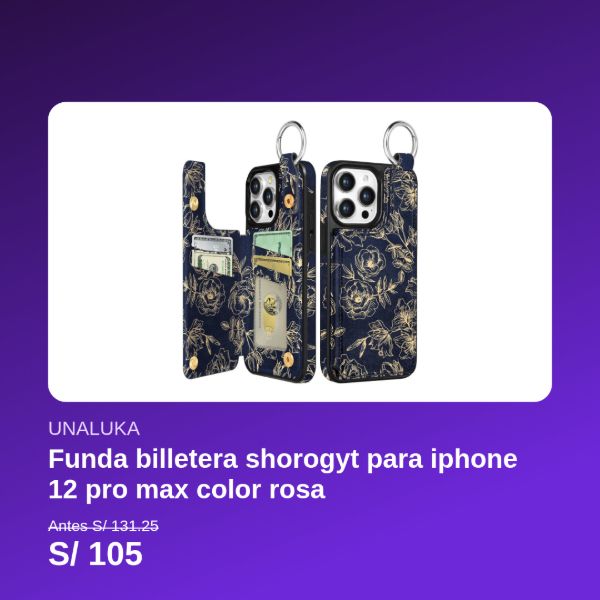 UNALUKA
Funda billetera shorogyt para iphone
12 pro max color rosa
Antes S/ 131.25
S/ 105